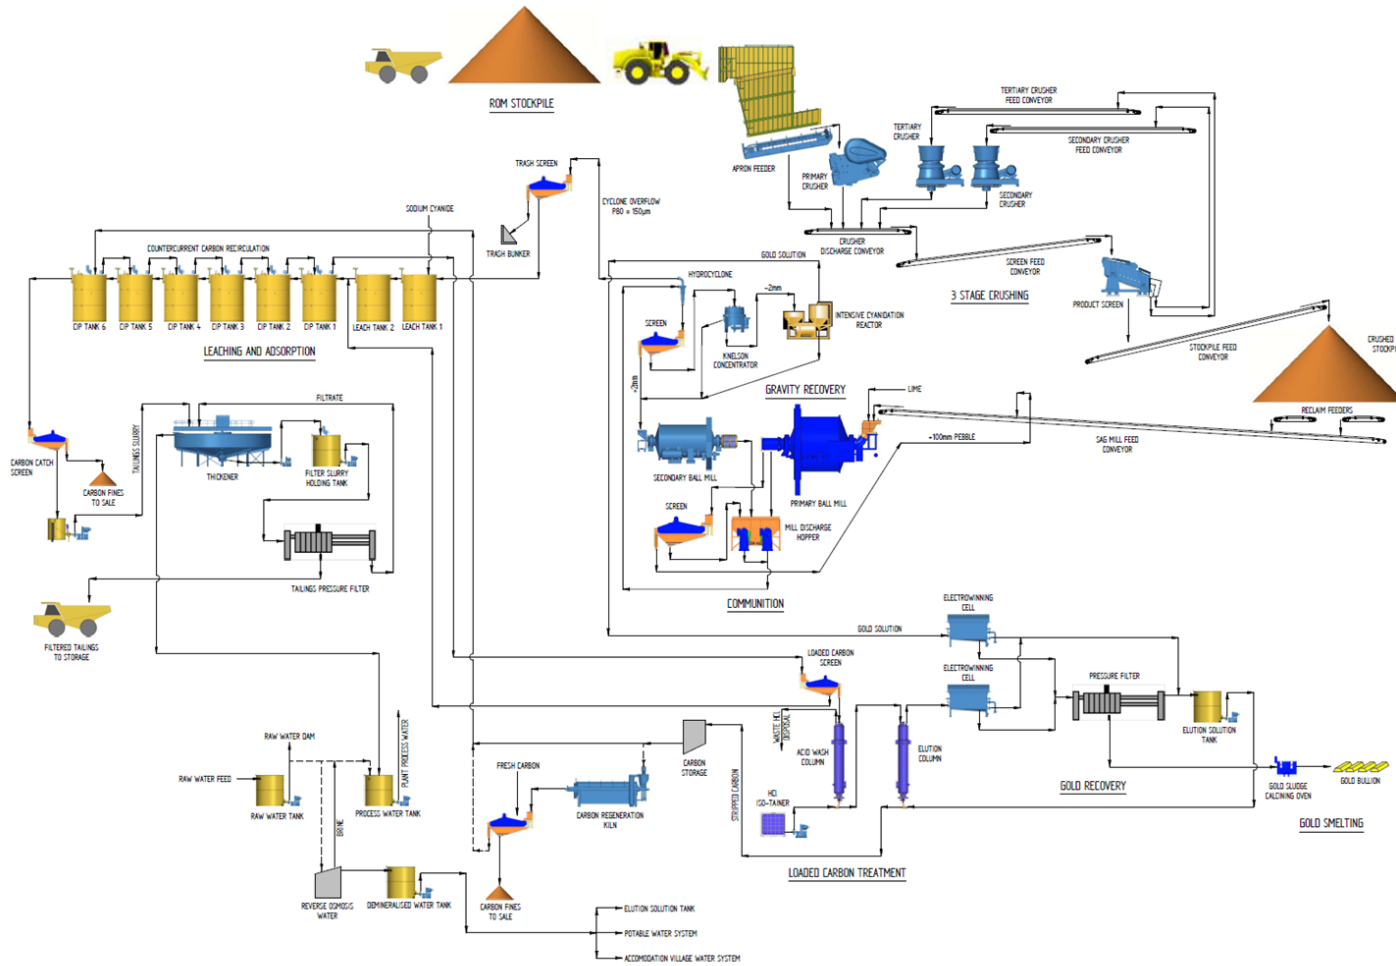 ROM STOCKPILE
TERTIARY CRUSHER
FEED CONVEYOR
TERTIARY
CRUSHER
SECONDARY CRUSHER
FEED CONVEYOR
APRON FEEDER
PRIMARY
CRUSHER
SECONDARY
CRUSHER
CRUSHER
DISCHARGE CONVEYOR
SCREEN FEED
CONVEYOR
3 STAGE CRUSHING
PRODUCT SCREEN
STOCKPILE FEED
CONVEYOR
CRUSHED
STOCKP
RECLAIM FEEDERS
SAG MILL FEED
CONVEYOR
TRASH SCREEN
CYCLONE OVERFLOW
P80 = 150µm
SODIUM CYANIDE
TRASH BUNKER
COUNTERCURRENT CARBON RECIRCULATION
CIP TANK 6
CIP TANK 5
CIP TANK 4
CIP TANK 3
CIP TANK 2
CIP TANK 1
LEACH TANK 2
LEACH TANK 1
LEACHING AND ADSORPTION
GOLD SOLUTION
HYDROCYCLONE
-2mm
SCREEN
KNELSON
CONCENTRATOR
INTENSIVE CYANIDATION
REACTOR
+2mm
GRAVITY RECOVERY
LIME
+100mm PEBBLE
SECONDARY BALL MILL
PRIMARY BALL MILL
SCREEN
MILL DISCHARGE
HOPPER
COMMUNITION
FILTRATE
TAILINGS SLURRY
CARBON CATCH
SCREEN
CARBON FINES
TO SALE
THICKENER
FILTER SLURRY
HOLDING TANK
TAILINGS PRESSURE FILTER
FILTERED TAILINGS
TO STORAGE
GOLD SOLUTION
ELECTROWINNING
CELL
ELECTROWINNING
CELL
PRESSURE FILTER
ELUTION SOLUTION
TANK
LOADED CARBON
SCREEN
WASTE HCL
DISPOSAL
ACID WASH
COLUMN
ELUTION
COLUMN
HCl
ISO-TAINER
GOLD RECOVERY
GOLD SLUDGE
CALCINING OVEN
GOLD BULLION
GOLD SMELTING
LOADED CARBON TREATMENT
CARBON
STORAGE
STRIPPED CARBON
FRESH CARBON
CARBON REGENERATION
KILN
CARBON FINES
TO SALE
RAW WATER DAM
RAW WATER FEED
RAW WATER TANK
BRINE
PLANT PROCESS WATER
PROCESS WATER TANK
REVERSE OSMOSIS
WATER
DEMINERALISED WATER TANK
ELUTION SOLUTION TANK
POTABLE WATER SYSTEM
ACCOMODATION VILLAGE WATER SYSTEM